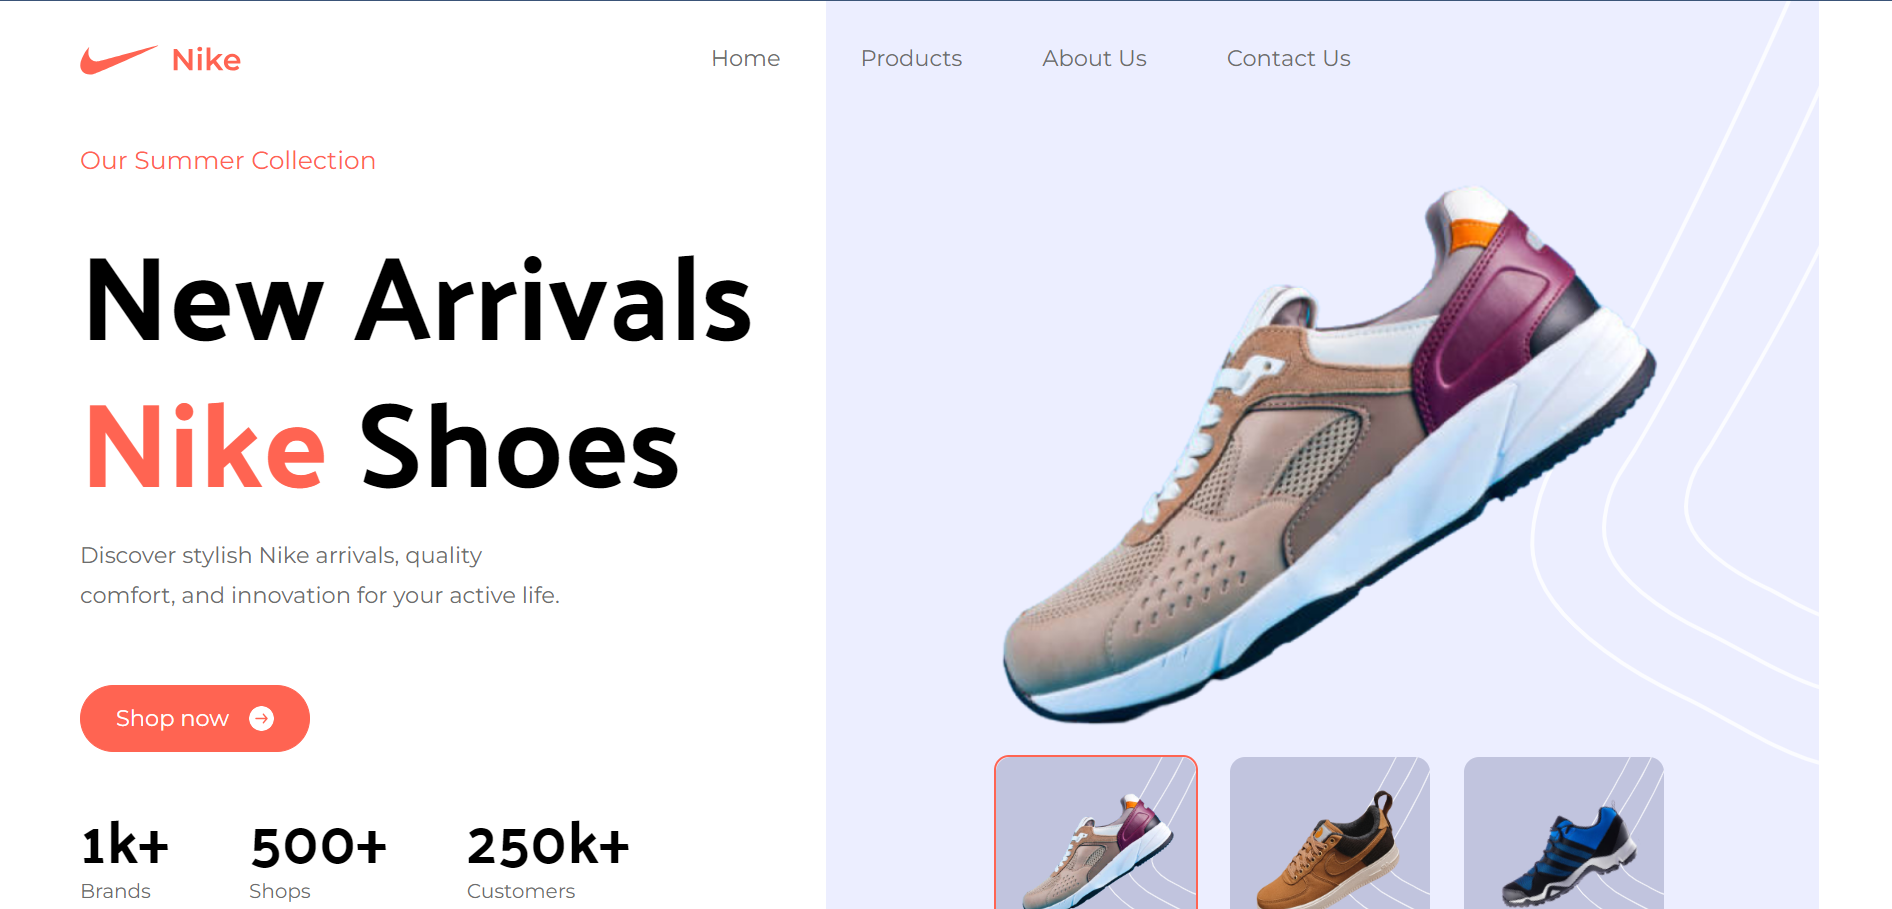 Nike
Home
Products
About Us
Contact Us
Our Summer Collection
New Arrivals
Nike Shoes
Discover stylish Nike arrivals, quality
comfort, and innovation for your active life.
Shop now
1k+
Brands
500+
Shops
250k+
Customers